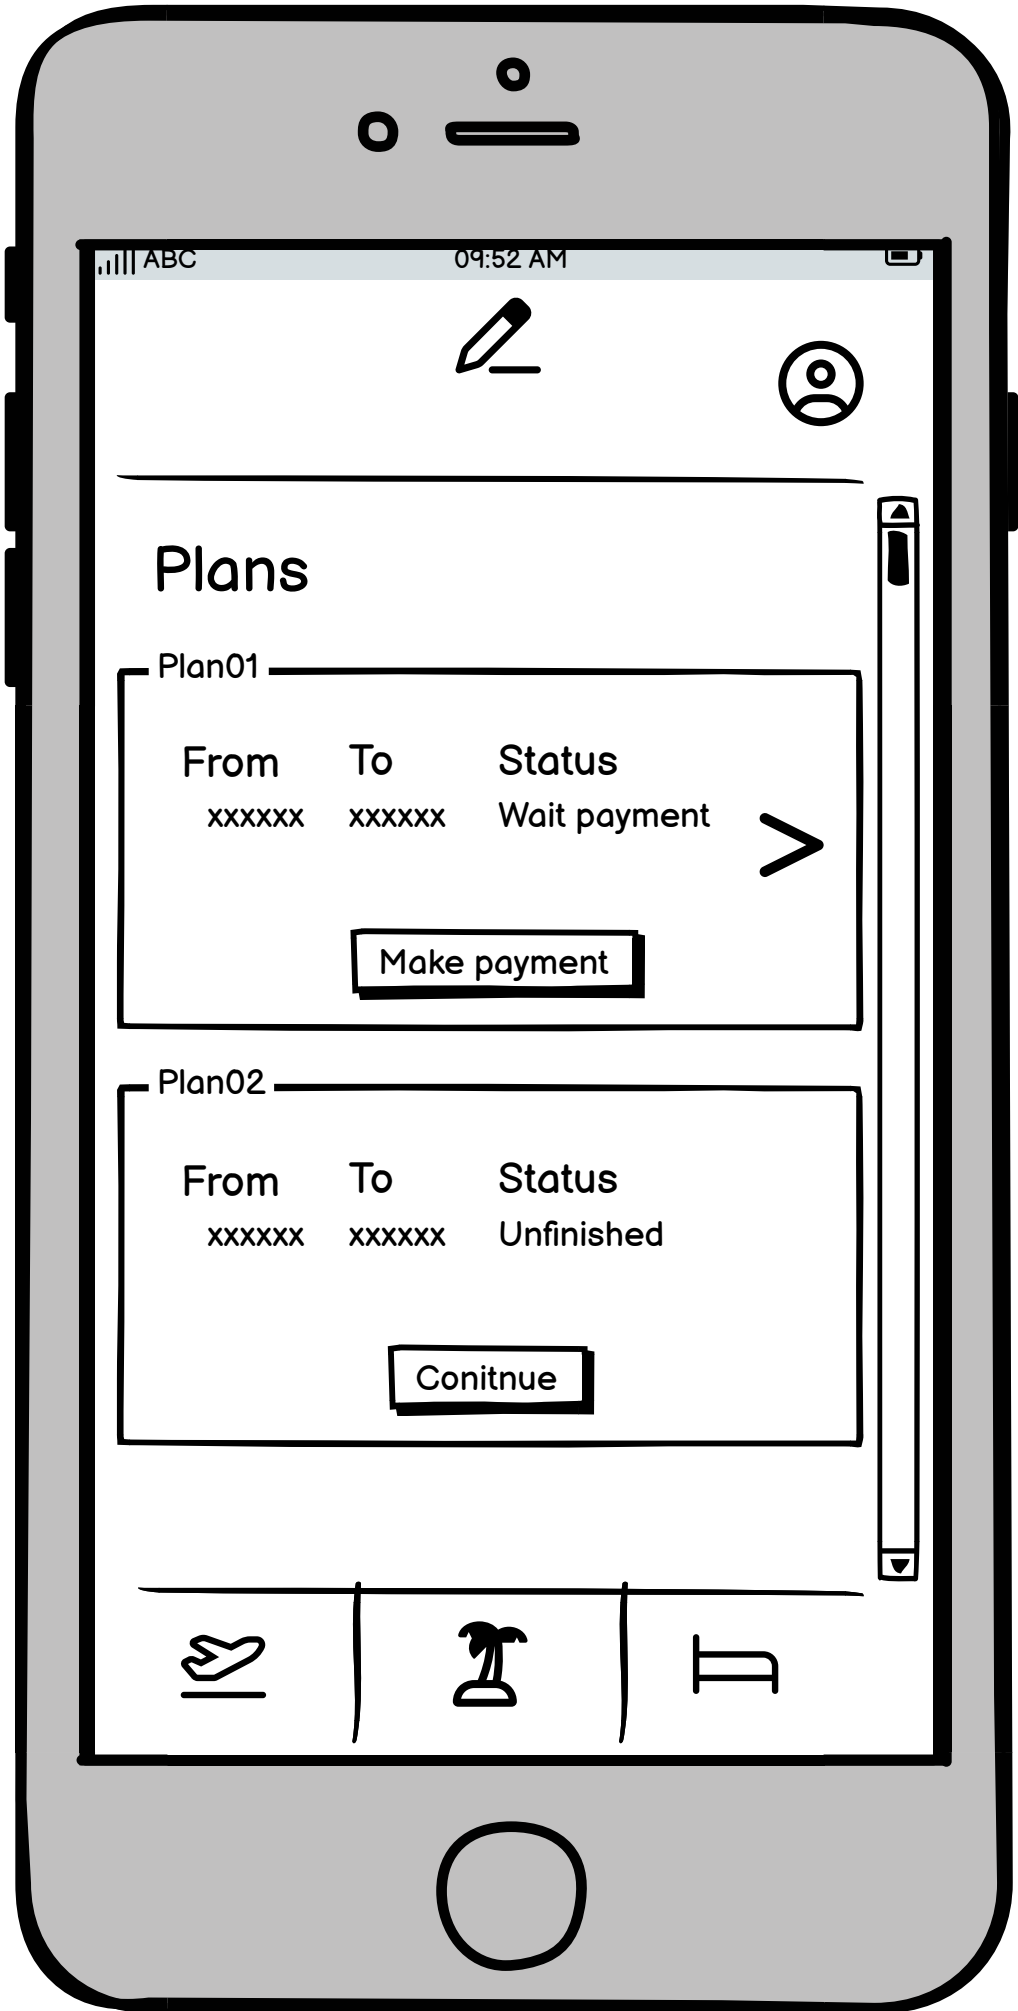 ABC 09:52 AM
Plans
Plan01
From To Status
xxxxxx xxxxxx Wait payment
Make payment
Plan02
From To Status
xxxxxx xxxxxx Unfinished
Conitnue